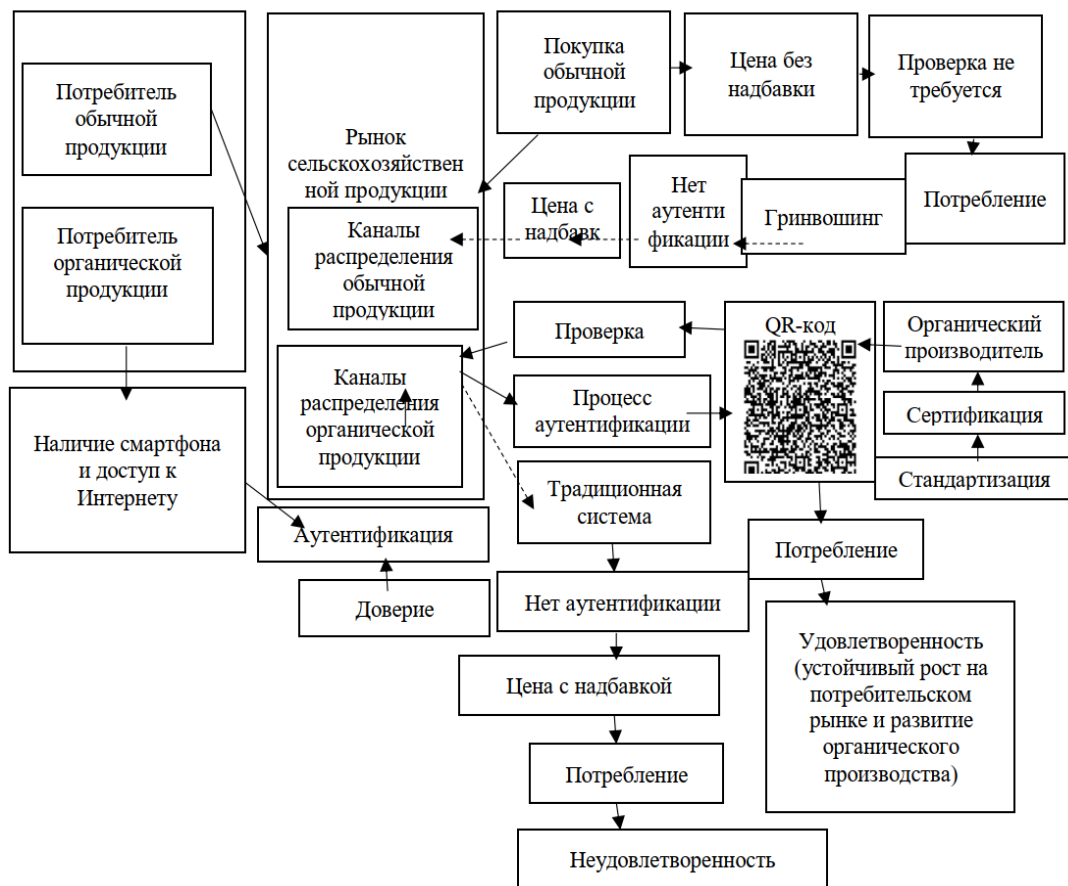 Потребитель
обычной
продукции
Потребитель
органической
продукции
Наличие смартфона
и доступ к
Интернету
Рынок
сельскохозяйствен
ной продукции
Каналы
распределения
обычной
продукции
Каналы
распределения
органической
продукции
Аутентификация
Доверие
Покупка
обычной
продукции
Цена без
надбавки
Проверка не
требуется
Потребление
Гринвошинг
Нет
аутенти
фикации
Цена с
надбавк
Проверка
Процесс
аутентификации
QR-код
Органический
производитель
Сертификация
Стандартизация
Традиционная
система
Нет аутентификации
Цена с надбавкой
Потребление
Неудовлетворенность
Потребление
Удовлетворенность
(устойчивый рост на
потребительском
рынке и развитие
органического
производства)